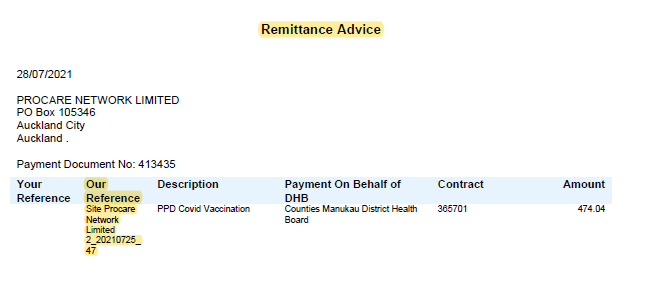 Remittance Advice
28/07/2021
PROCARE NETWORK LIMITED
PO Box 105346
Auckland City
Auckland .
Payment Document No: 413435
Your Reference Our Reference Description Payment On Behalf of DHB Contract Amount
Site Procare Network Limited 2_20210725_47 PPD Covid Vaccination Counties Manukau District Health Board 365701 474.04